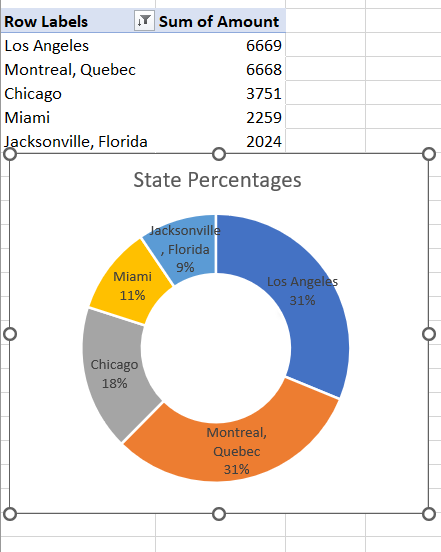 Row Labels Sum of Amount
Los Angeles 6669
Montreal, Quebec 6668
Chicago 3751
Miami 2259
Jacksonville, Florida 2024
State Percentages
Jacksonville
, Florida
9%
Los Angeles
31%
Miami
11%
Chicago
18%
Montreal,
Quebec
31%